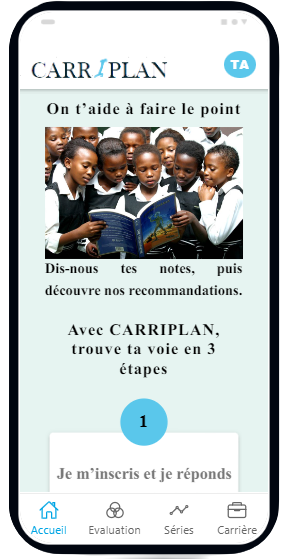 CARRIPLAN
TA
On t’aide à faire le point
Dis-nous tes notes, puis
découvre nos recommandations.
Avec CARRIPLAN,
trouve ta voie en 3
étapes
1
Je m’inscris et je réponds
Accueil
Evaluation
Séries
Carrière